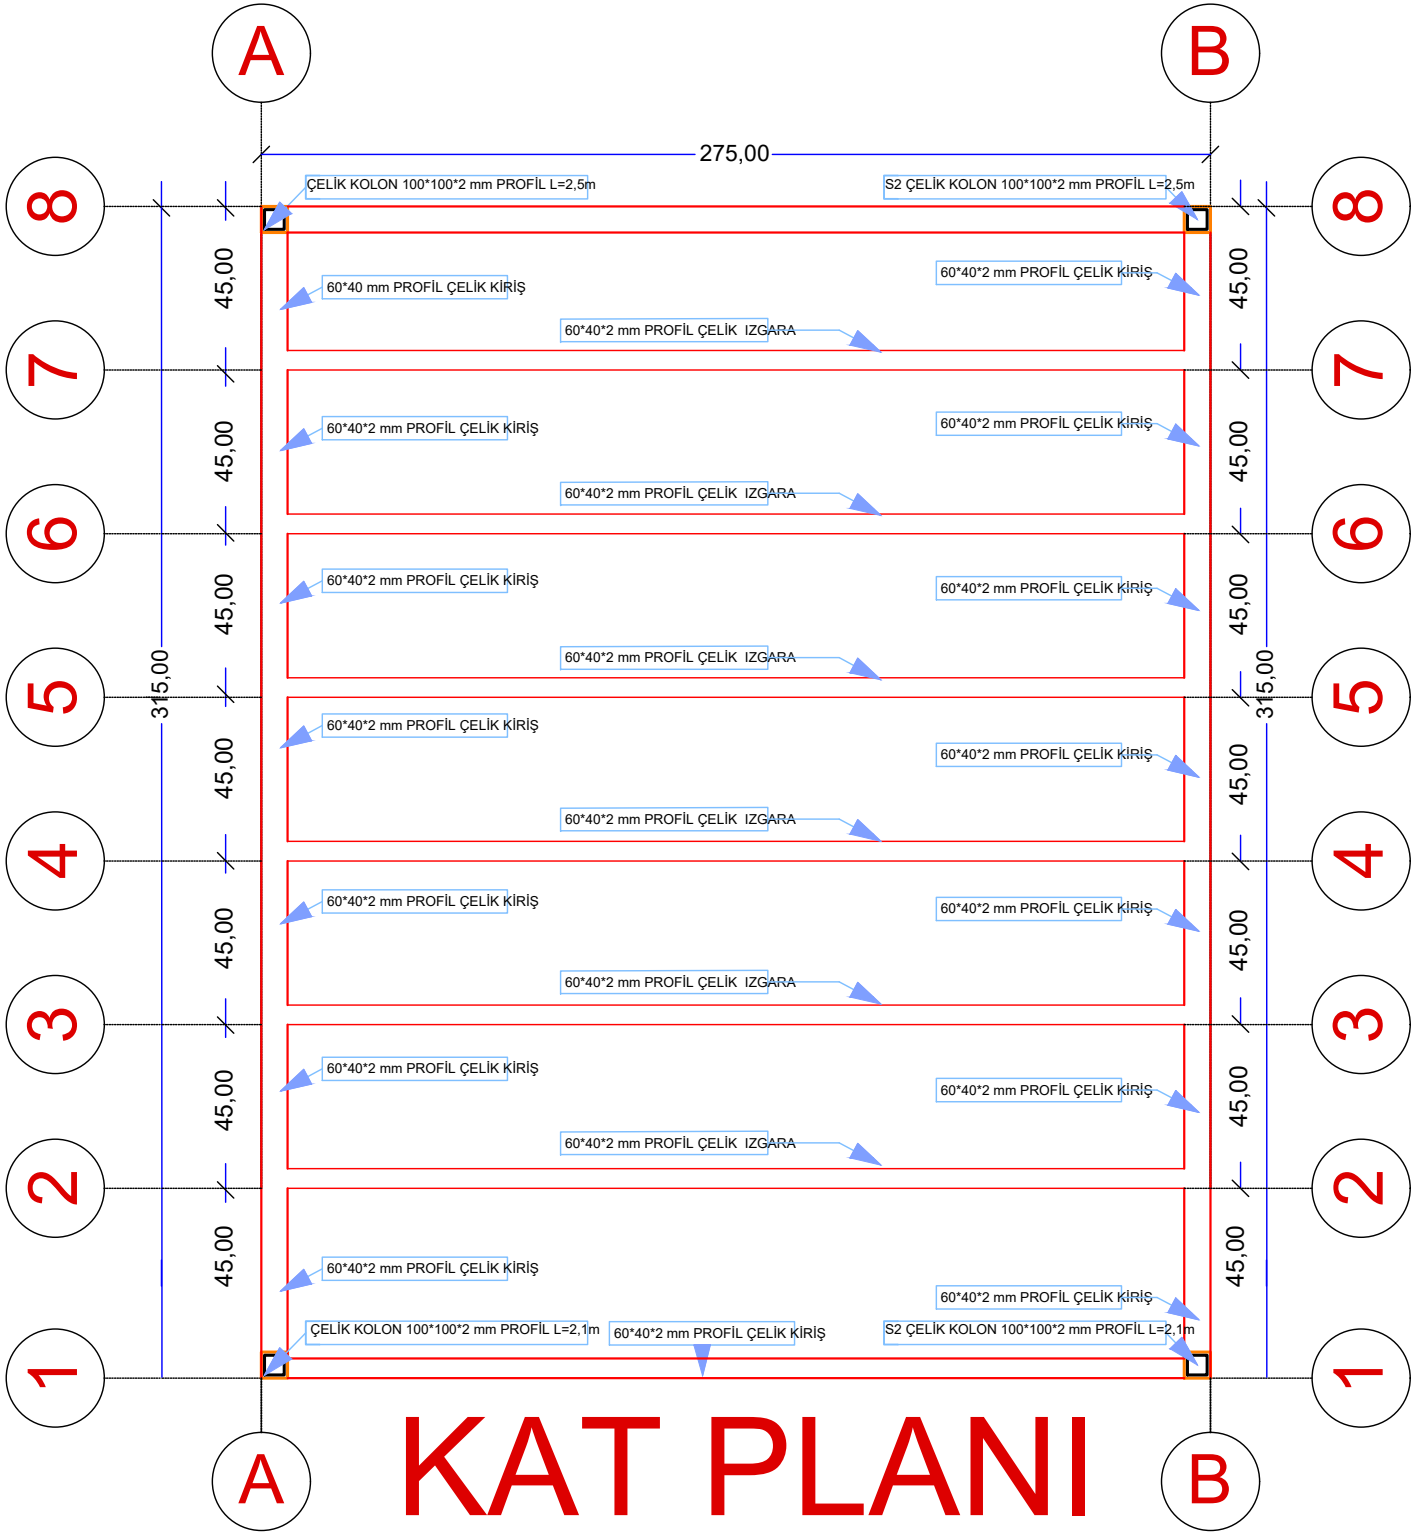 A B
275,00
ÇELİK KOLON 100*100*2 mm PROFİL L=2,5m S2 ÇELİK KOLON 100*100*2 mm PROFİL L=2,5m
8 8
45,00 60*40 mm PROFİL ÇELİK KİRİŞ 60*40*2 mm PROFİL ÇELİK KİRİŞ 45,00
60*40*2 mm PROFİL ÇELİK IZGARA
7 7
45,00 60*40*2 mm PROFİL ÇELİK KİRİŞ 60*40*2 mm PROFİL ÇELİK KİRİŞ 45,00
60*40*2 mm PROFİL ÇELİK IZGARA
6 6
45,00 60*40*2 mm PROFİL ÇELİK KİRİŞ 60*40*2 mm PROFİL ÇELİK KİRİŞ 45,00
60*40*2 mm PROFİL ÇELİK IZGARA
315,00 315,00
5 5
45,00 60*40*2 mm PROFİL ÇELİK KİRİŞ 60*40*2 mm PROFİL ÇELİK KİRİŞ 45,00
60*40*2 mm PROFİL ÇELİK IZGARA
4 4
45,00 60*40*2 mm PROFİL ÇELİK KİRİŞ 60*40*2 mm PROFİL ÇELİK KİRİŞ 45,00
60*40*2 mm PROFİL ÇELİK IZGARA
3 3
45,00 60*40*2 mm PROFİL ÇELİK KİRİŞ 60*40*2 mm PROFİL ÇELİK KİRİŞ 45,00
60*40*2 mm PROFİL ÇELİK IZGARA
2 2
45,00 60*40*2 mm PROFİL ÇELİK KİRİŞ 60*40*2 mm PROFİL ÇELİK KİRİŞ 45,00
ÇELİK KOLON 100*100*2 mm PROFİL L=2,1m 60*40*2 mm PROFİL ÇELİK KİRİŞ S2 ÇELİK KOLON 100*100*2 mm PROFİL L=2,1m
1 1
A B
KAT PLANI